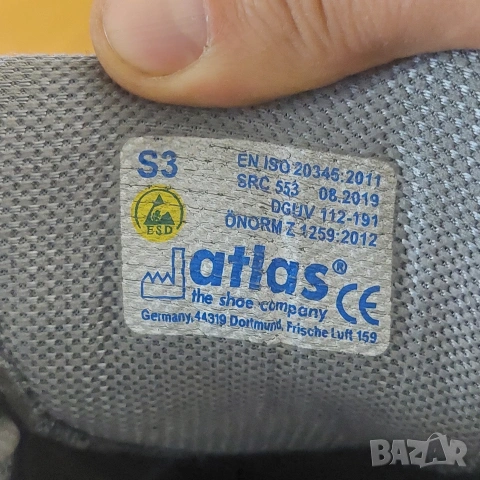 S3
EN ISO 20345:2011
SRC 553 08.2019
DGUV 112-191
ÖNORM Z 1259:2012
ESD
atlas®
the shoe company
CE
Germany, 44319 Dortmund, Frische Luft 159
BAZAR